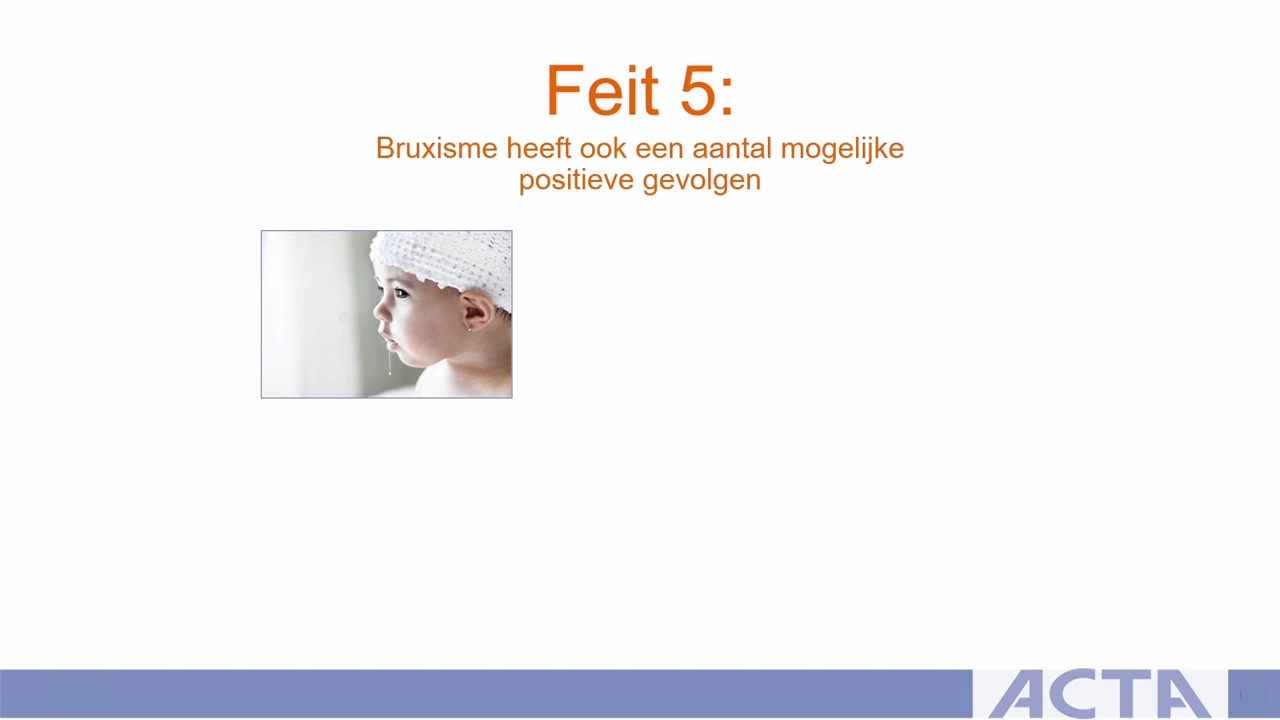 Feit 5:
Bruxisme heeft ook een aantal mogelijke
positieve gevolgen
ACTA